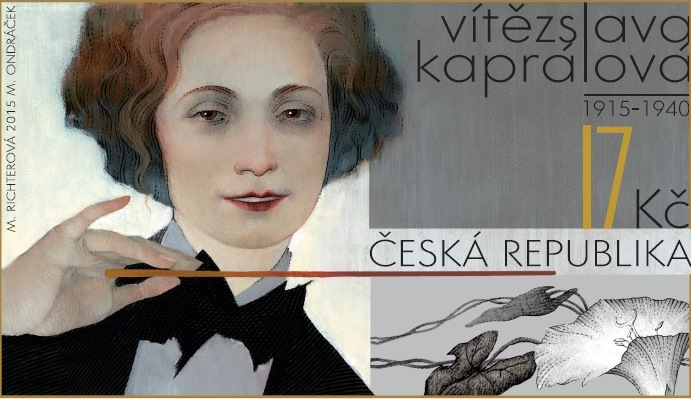 vítězslava
kaprálová
1915-1940
17 Kč
ČESKÁ REPUBLIKA
M. RICHTEROVÁ 2015 M. ONDRÁČEK